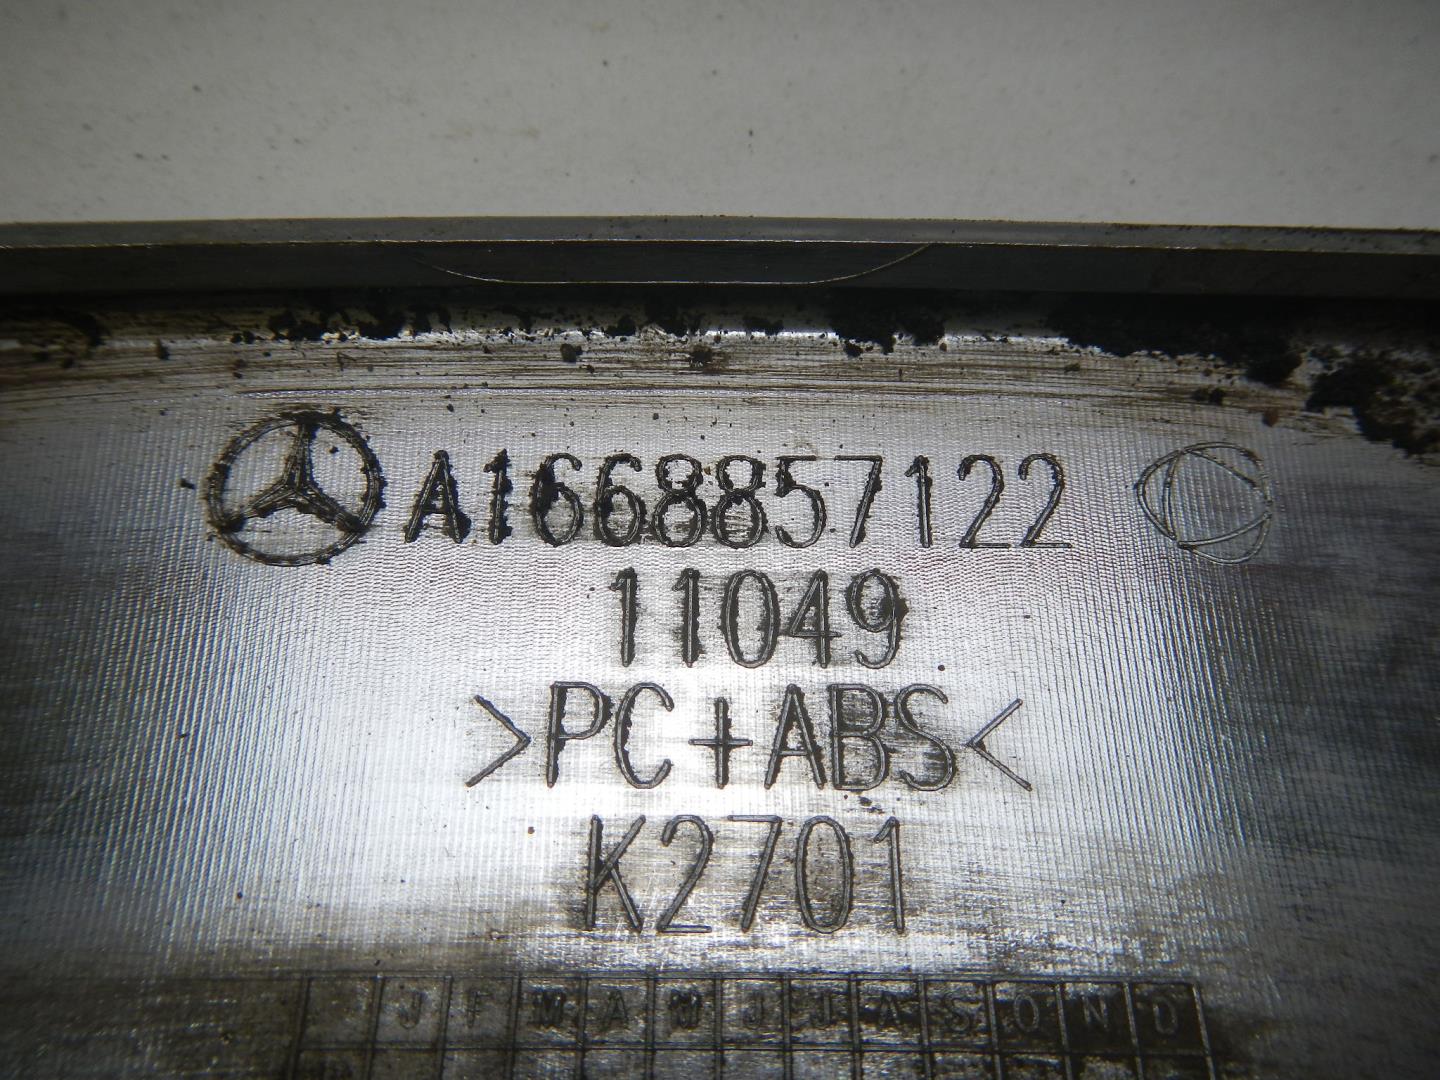 A1668857122
11049
>PC+ABS<
K2701
J F M A M J J A S O N D